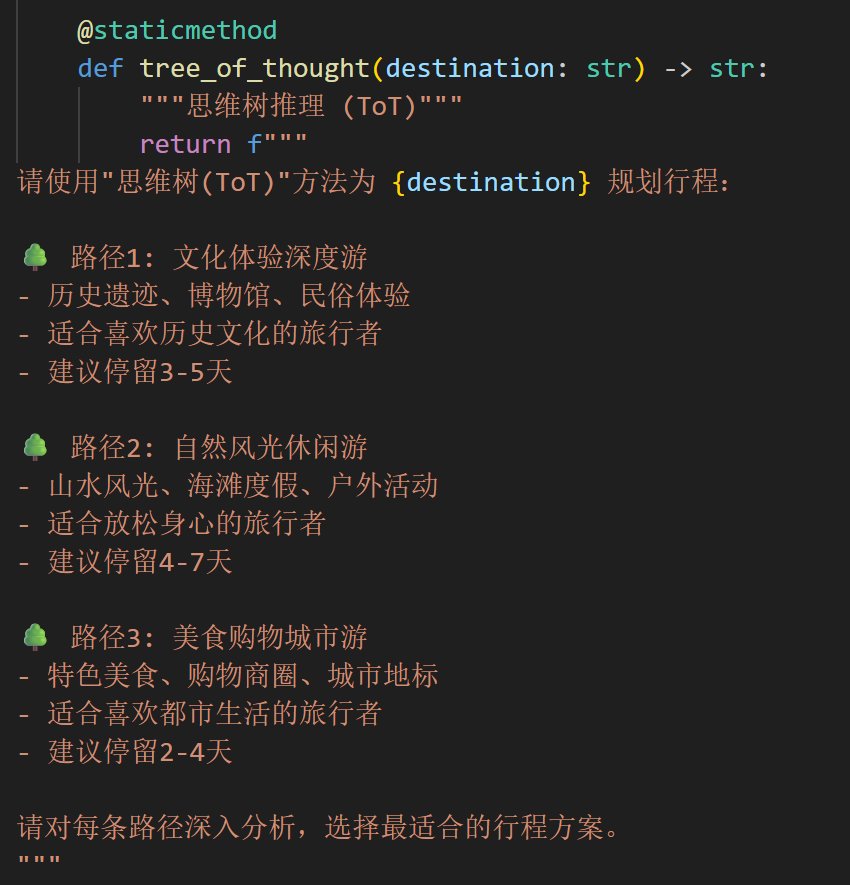 @staticmethod
def tree_of_thought(destination: str) -> str:
"""思维树推理 (ToT)"""
return f"""
请使用"思维树(ToT)"方法为 {destination} 规划行程：
🌳 路径1: 文化体验深度游
- 历史遗迹、博物馆、民俗体验
- 适合喜欢历史文化的旅行者
- 建议停留3-5天
🌳 路径2: 自然风光休闲游
- 山水风光、海滩度假、户外活动
- 适合放松身心的旅行者
- 建议停留4-7天
🌳 路径3: 美食购物城市游
- 特色美食、购物商圈、城市地标
- 适合喜欢都市生活的旅行者
- 建议停留2-4天
请对每条路径深入分析，选择最适合的行程方案。
"""